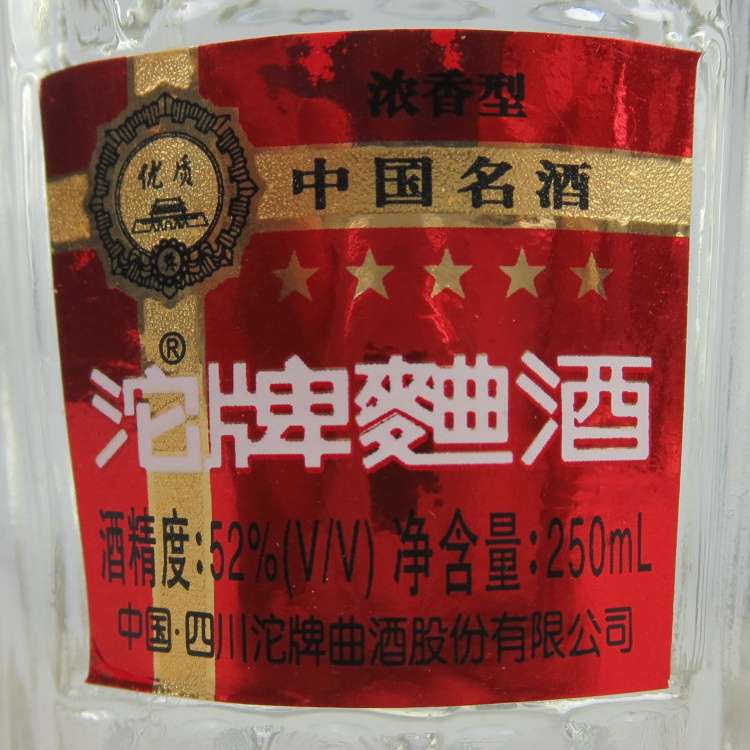 浓香型
优质
中国名酒
®
沱牌麯酒
酒精度:52%(V/V) 净含量:250mL
中国·四川沱牌曲酒股份有限公司